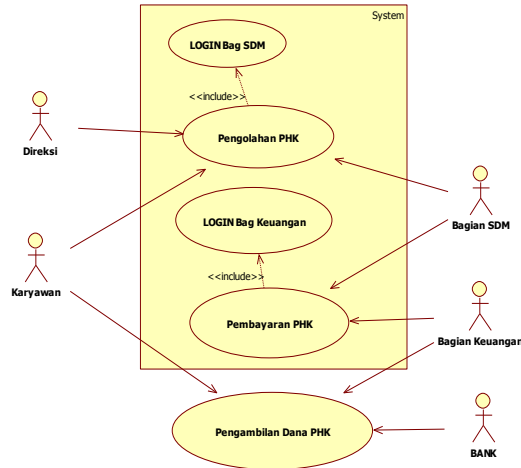 System
LOGIN Bag SDM
<<include>>
Pengolahan PHK
Direksi
LOGIN Bag Keuangan
Bagian SDM
<<include>>
Karyawan
Pembayaran PHK
Bagian Keuangan
Pengambilan Dana PHK
BANK